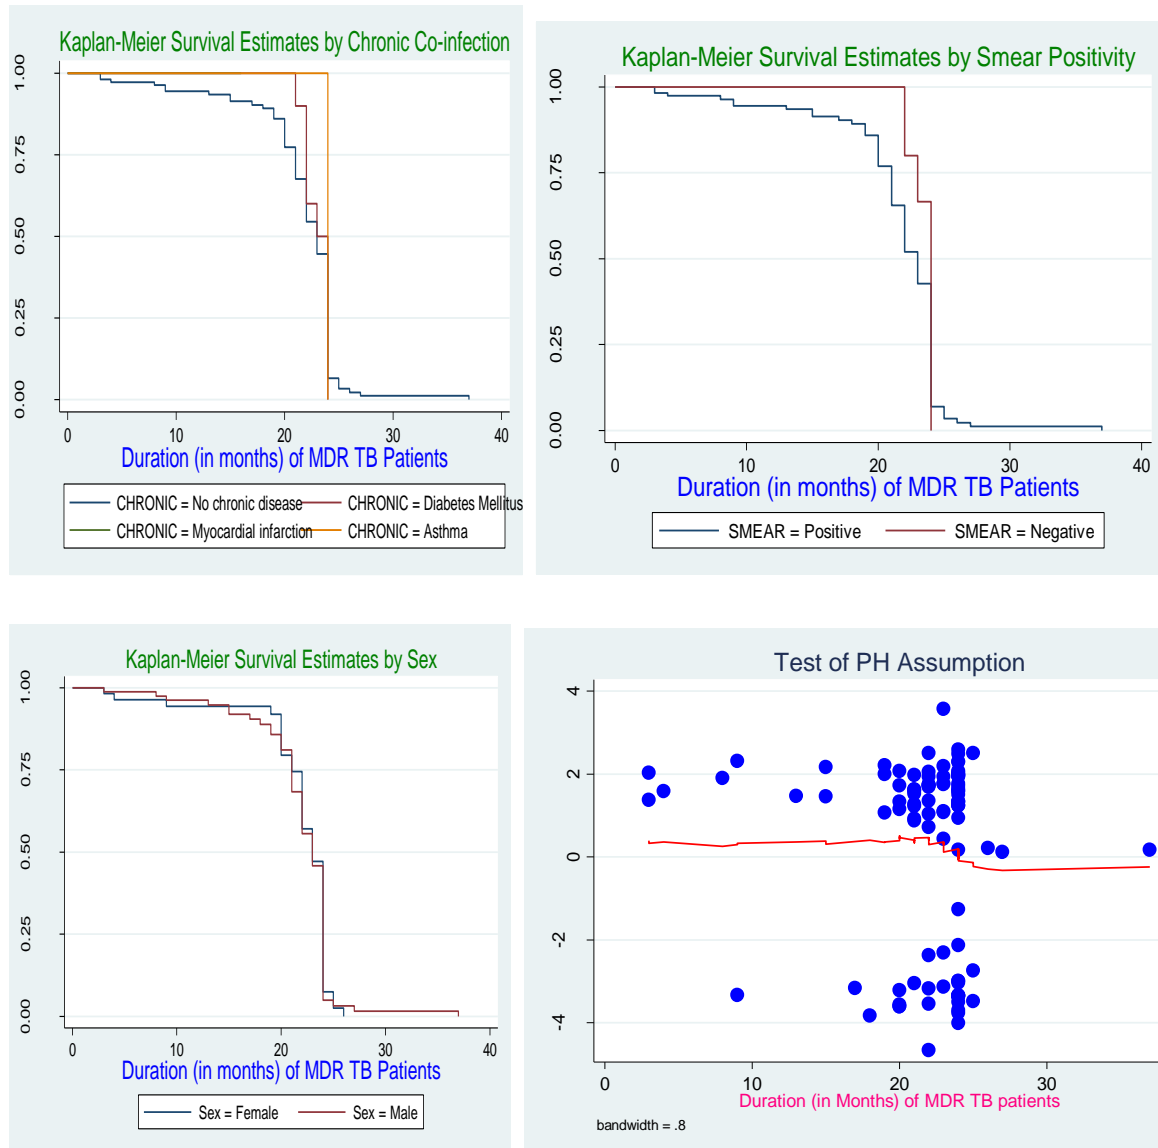 Kaplan-Meier Survival Estimates by Chronic Co-infection
1.00
0.75
0.50
0.25
0.00
0 10 20 30 40
Duration (in months) of MDR TB Patients
CHRONIC = No chronic disease CHRONIC = Diabetes Mellitus
CHRONIC = Myocardial infarction CHRONIC = Asthma
Kaplan-Meier Survival Estimates by Smear Positivity
1.00
0.75
0.50
0.25
0.00
0 10 20 30 40
Duration (in months) of MDR TB Patients
SMEAR = Positive SMEAR = Negative
Kaplan-Meier Survival Estimates by Sex
1.00
0.75
0.50
0.25
0.00
0 10 20 30 40
Duration (in months) of MDR TB Patients
Sex = Female Sex = Male
Test of PH Assumption
4
2
0
-2
-4
0 10 20 30
Duration (in Months) of MDR TB patients
bandwidth = .8